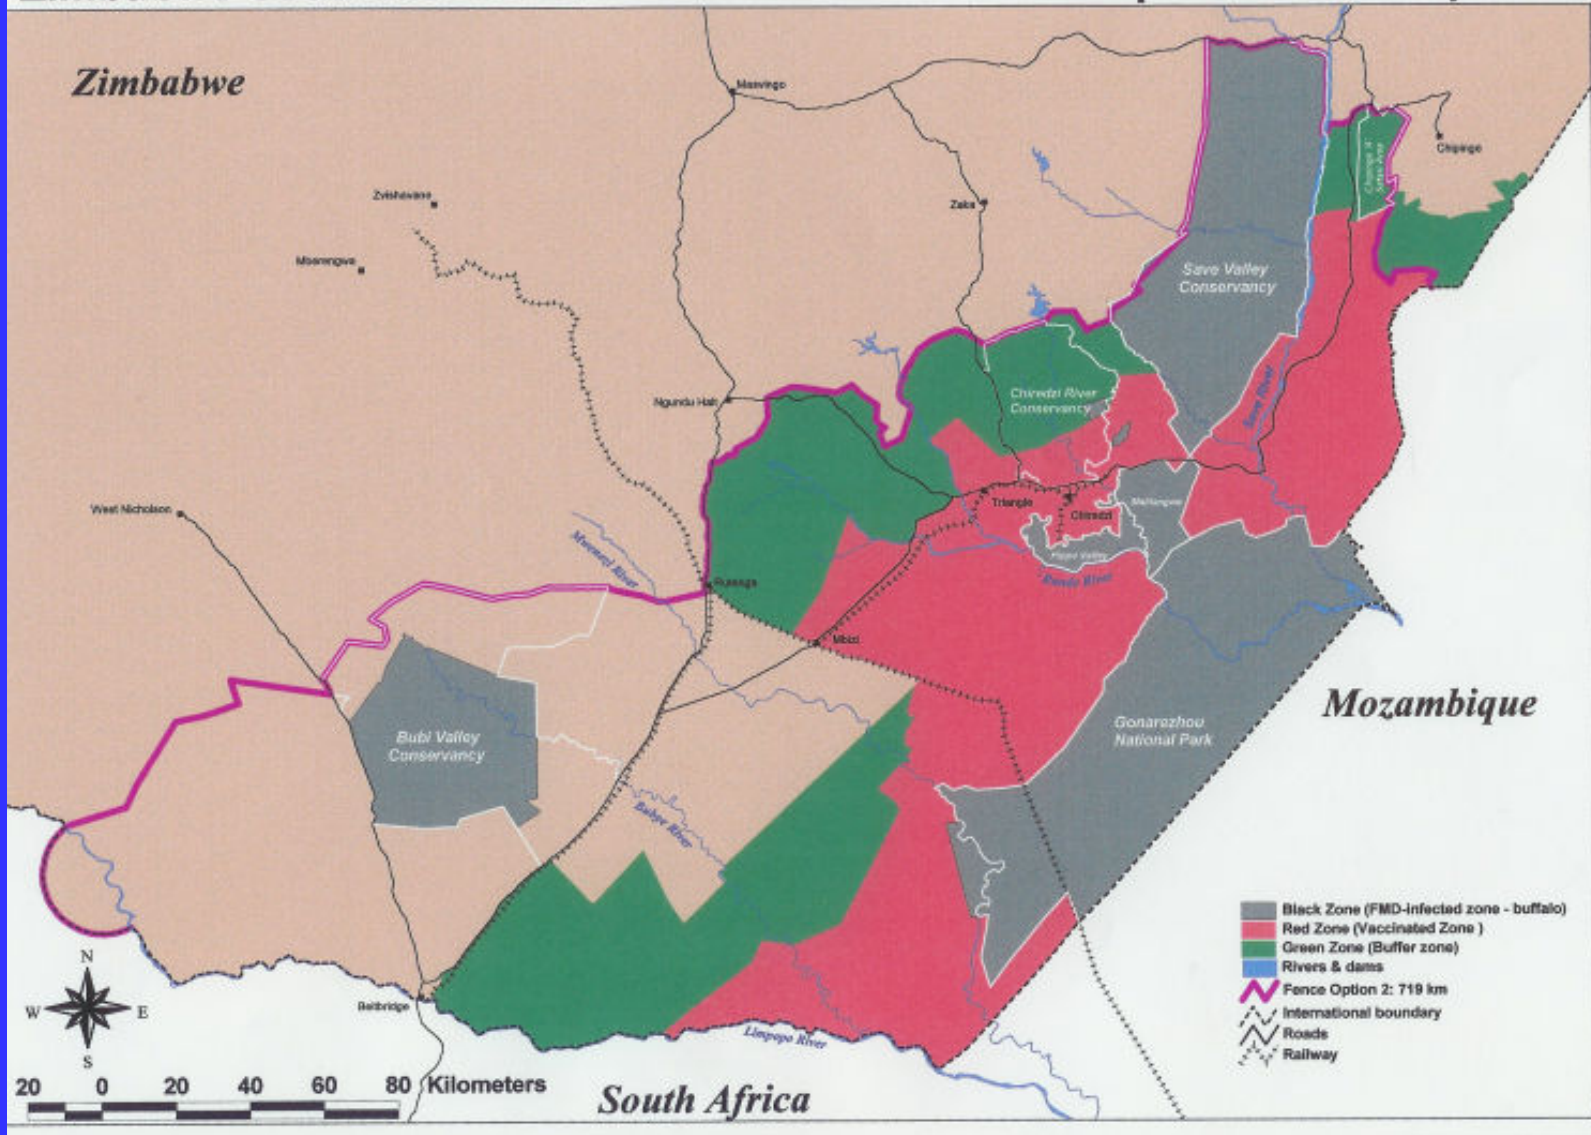 Zimbabwe
Masvingo
Chipinge
Zvishavane
Zaka
Mberengwa
Save Valley
Conservancy
Chiredzi River
Conservancy
Ngundu Halt
Save River
West Nicholson
Triangle
Chiredzi
Mwenezi River
Runde River
Rutenga
Mbizi
Mozambique
Gonarezhou
National Park
Bubi Valley
Conservancy
Bubye River
Black Zone (FMD-infected zone - buffalo)
Red Zone (Vaccinated Zone )
Green Zone (Buffer zone)
Rivers & dams
Fence Option 2: 719 km
International boundary
Roads
Railway
N
W
E
S
Beitbridge
Limpopo River
20 0 20 40 60 80 Kilometers
South Africa